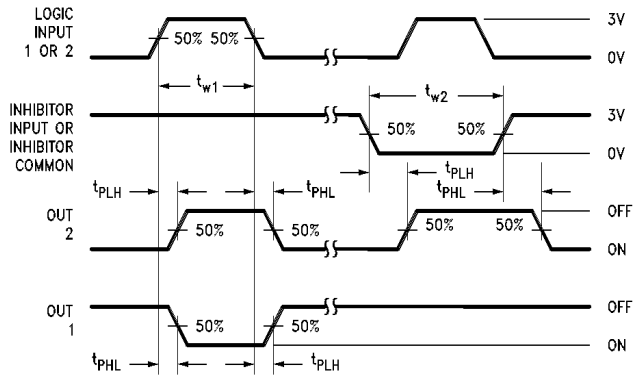 LOGIC
INPUT
1 OR 2
50% 50%
3V
0V
tw1
tw2
INHIBITOR
INPUT OR
INHIBITOR
COMMON
50%
50%
3V
0V
tPLH
tPHL
tPLH
tPHL
OUT
2
50%
50%
50%
50%
OFF
ON
OUT
1
50%
50%
OFF
ON
tPHL
tPLH